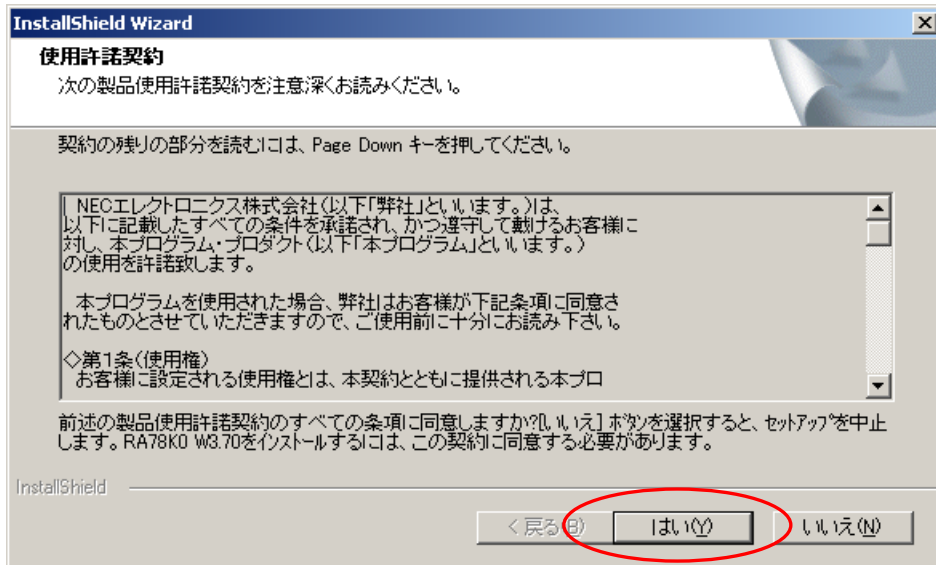 InstallShield Wizard
使用許諾契約
次の製品使用許諾契約を注意深くお読みください。
契約の残りの部分を読むには、Page Down キーを押してください。
NECエレクトロニクス株式会社(以下「弊社」といいます。)は、
以下に記載したすべての条件を承諾され、かつ遵守して戴けるお客様に
対し、本プログラム・プロダクト(以下「本プログラム」といいます。)
の使用を許諾致します。
本プログラムを使用された場合、弊社はお客様が下記条項に同意さ
れたものとさせていただきますので、ご使用前に十分にお読み下さい。
◇第1条(使用権)
お客様に設定される使用権とは、本契約とともに提供される本プロ
前述の製品使用許諾契約のすべての条項に同意しますか?[いいえ] ボタンを選択すると、セットアップを中止
します。RA78K0 W3.70をインストールするには、この契約に同意する必要があります。
InstallShield
< 戻る(B) はい(Y) いいえ(N)